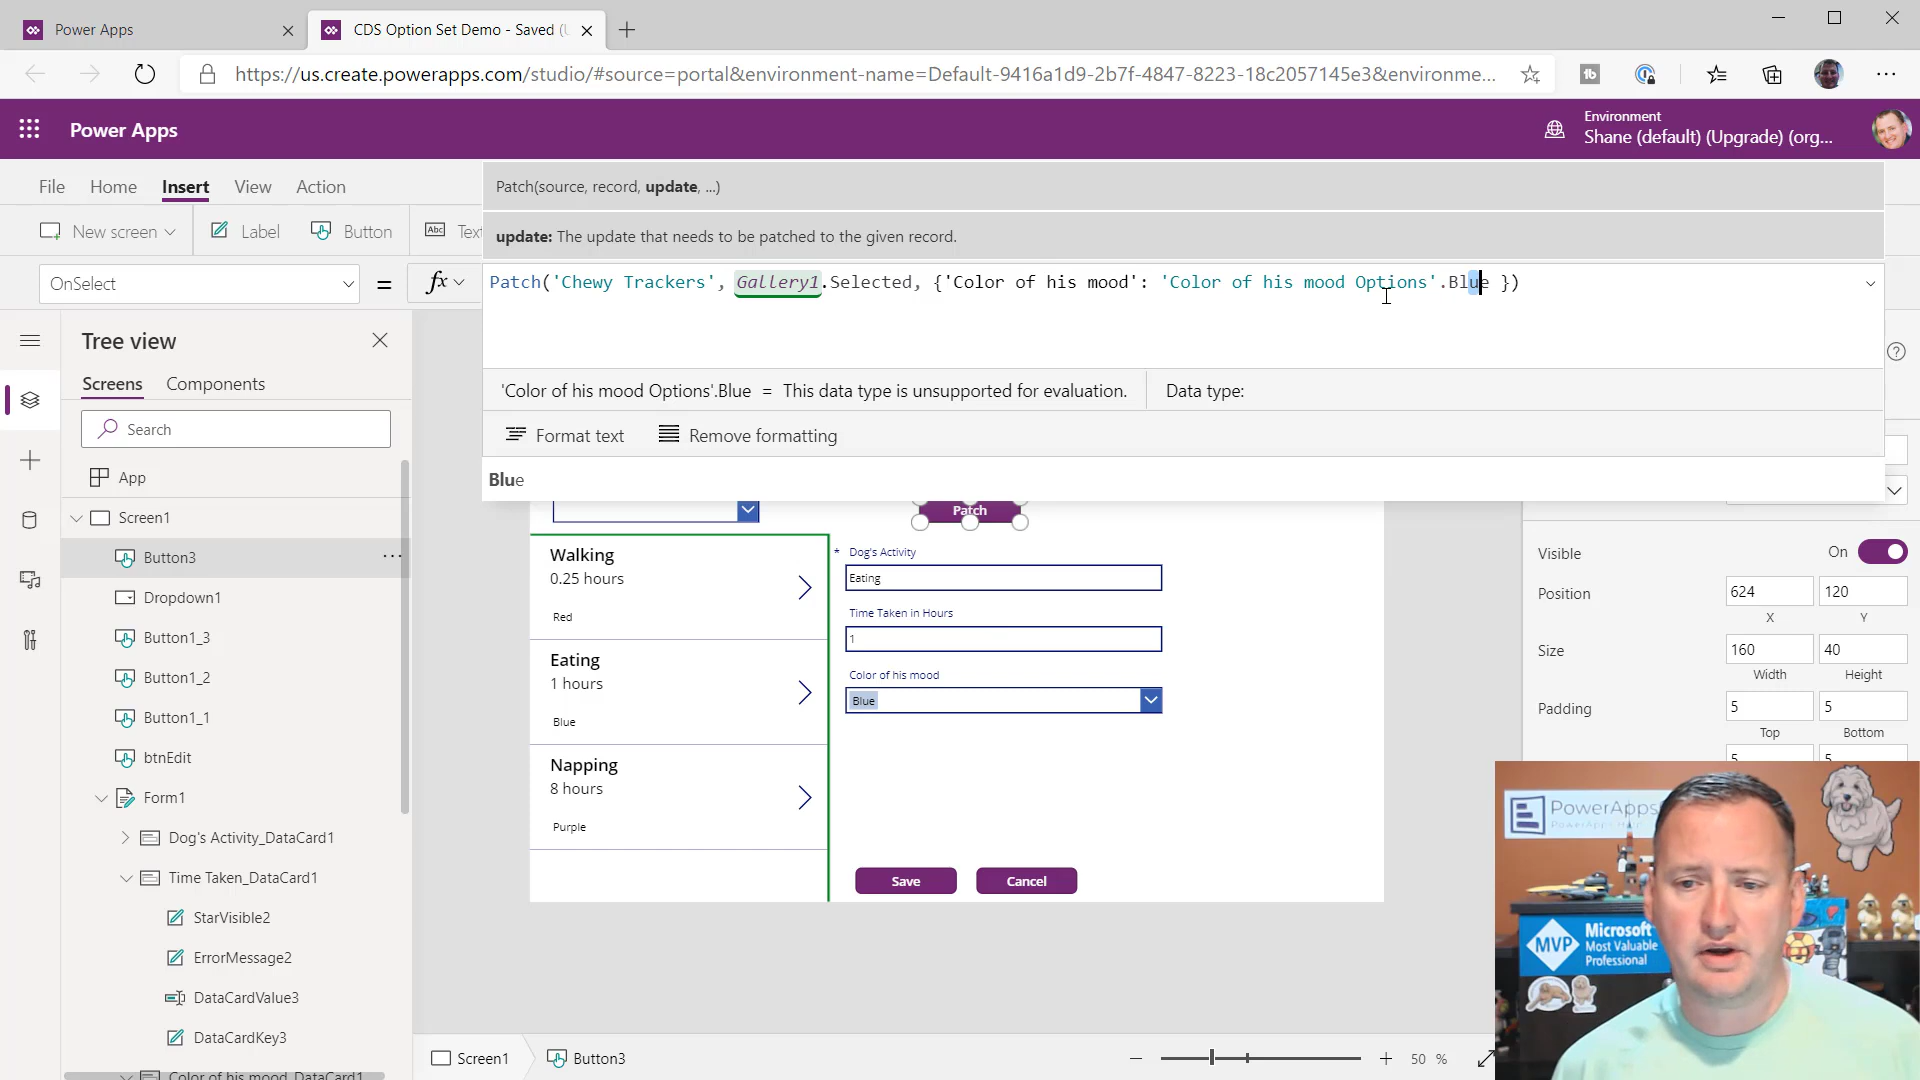 Power Apps
CDS Option Set Demo - Saved (
https://us.create.powerapps.com/studio/#source=portal&environment-name=Default-9416a1d9-2b7f-4847-8223-18c2057145e3&environme...
Power Apps
Environment
Shane (default) (Upgrade) (org...
File Home Insert View Action
Patch(source, record, update, ...)
New screen Label Button Abc Text
update: The update that needs to be patched to the given record.
OnSelect = fx Patch('Chewy Trackers', Gallery1.Selected, {'Color of his mood': 'Color of his mood Options'.Blue })
Tree view
Screens Components
'Color of his mood Options'.Blue = This data type is unsupported for evaluation. Data type:
Search
Format text Remove formatting
App
Blue
Screen1
Patch
Button3 ...
Dropdown1
Button1_3
Button1_2
Button1_1
btnEdit
Form1
Dog's Activity_DataCard1
Time Taken_DataCard1
StarVisible2
ErrorMessage2
DataCardValue3
DataCardKey3
Color of his mood_DataCard1
Walking
0.25 hours
Red
Eating
1 hours
Blue
Napping
8 hours
Purple
* Dog's Activity
Eating
Time Taken in Hours
1
Color of his mood
Blue
Save Cancel
Visible On
Position 624 120
X Y
Size 160 40
Width Height
Padding 5 5
Top Bottom
5 5
PowerApps
MVP Microsoft
Most Valuable
Professional
Screen1 Button3
50 %